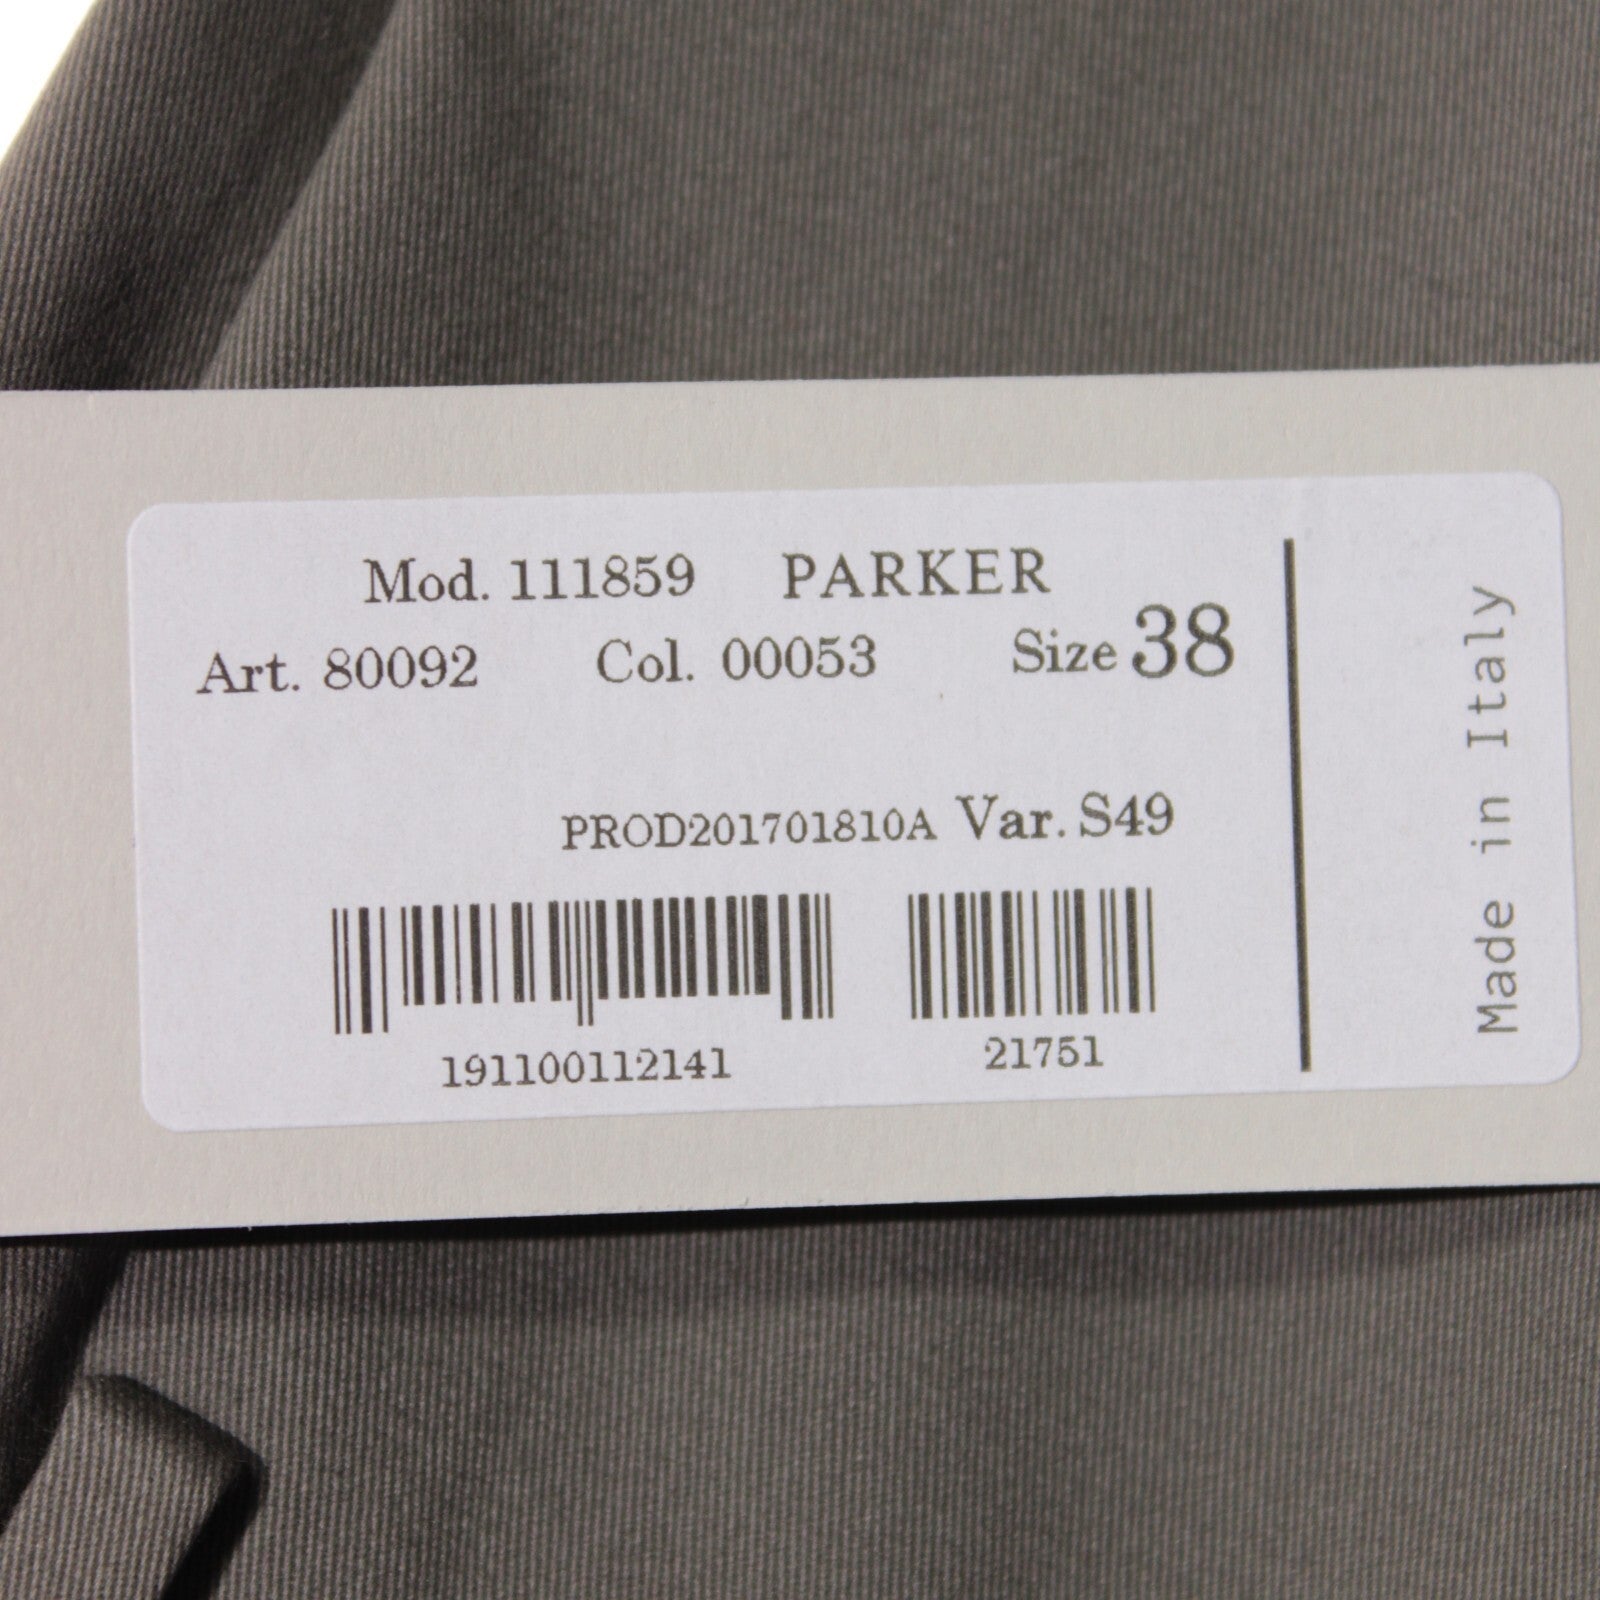 Mod. 111859 PARKER
Art. 80092 Col. 00053 Size 38
PROD201701810A Var. S49
191100112141 21751
Made in Italy